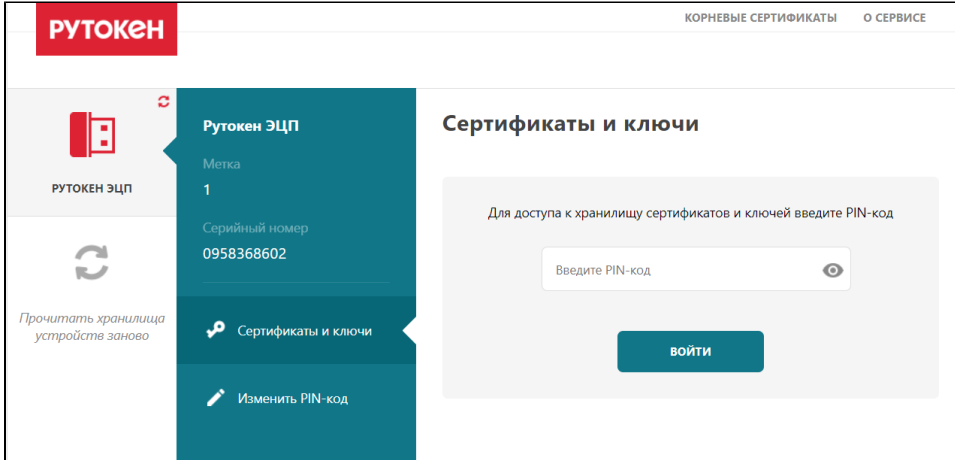 рутокен
КОРНЕВЫЕ СЕРТИФИКАТЫ
О СЕРВИСЕ
РУТОКЕН ЭЦП
Прочитать хранилища
устройств заново
Рутокен ЭЦП
Метка
1
Серийный номер
0958368602
Сертификаты и ключи
Изменить PIN-код
Сертификаты и ключи
Для доступа к хранилищу сертификатов и ключей введите PIN-код
Введите PIN-код
ВОЙТИ